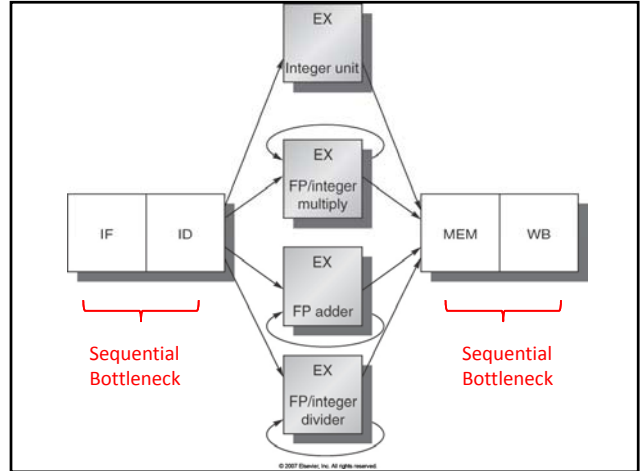 EX
Integer unit
EX
FP/integer
multiply
IF
ID
MEM
WB
EX
FP adder
Sequential
Bottleneck
Sequential
Bottleneck
EX
FP/integer
divider
© 2007 Elsevier, Inc. All rights reserved.